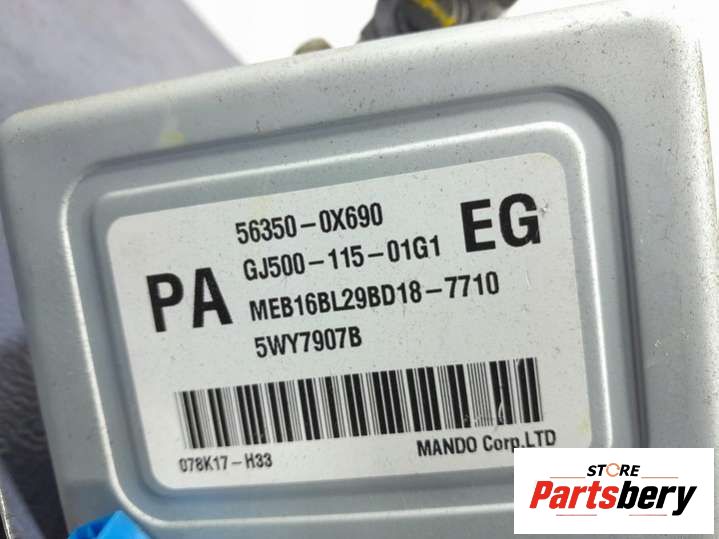 56350-0X690
PA
GJ500-115-01G1
EG
MEB16BL29BD18-7710
5WY7907B
078K17-H33
MANDO Corp.LTD
STORE
Partsbery